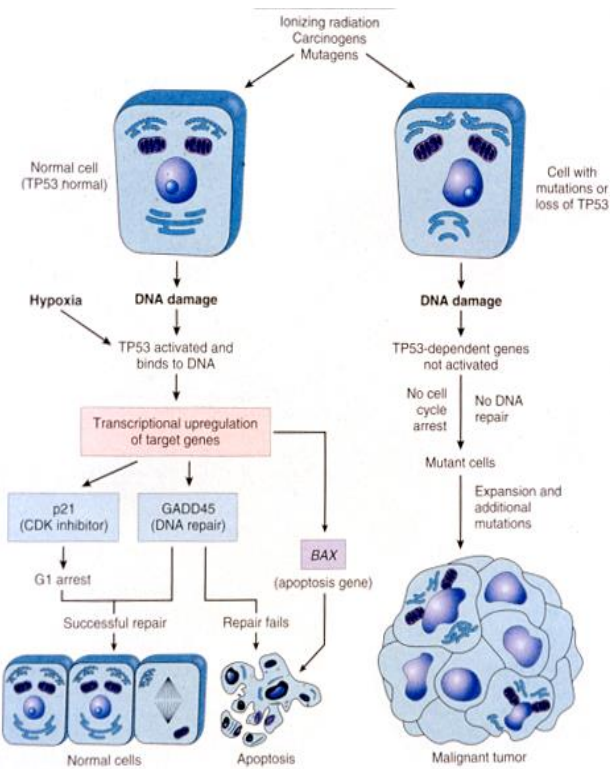 Ionizing radiation
Carcinogens
Mutagens
Normal cell
(TP53 normal)
Cell with
mutations or
loss of TP53
Hypoxia
DNA damage
TP53 activated and
binds to DNA
Transcriptional upregulation
of target genes
p21
(CDK inhibitor)
GADD45
(DNA repair)
BAX
(apoptosis gene)
G1 arrest
Successful repair
Repair fails
Normal cells
Apoptosis
DNA damage
TP53-dependent genes
not activated
No cell
cycle
arrest
No DNA
repair
Mutant cells
Expansion and
additional
mutations
Malignant tumor